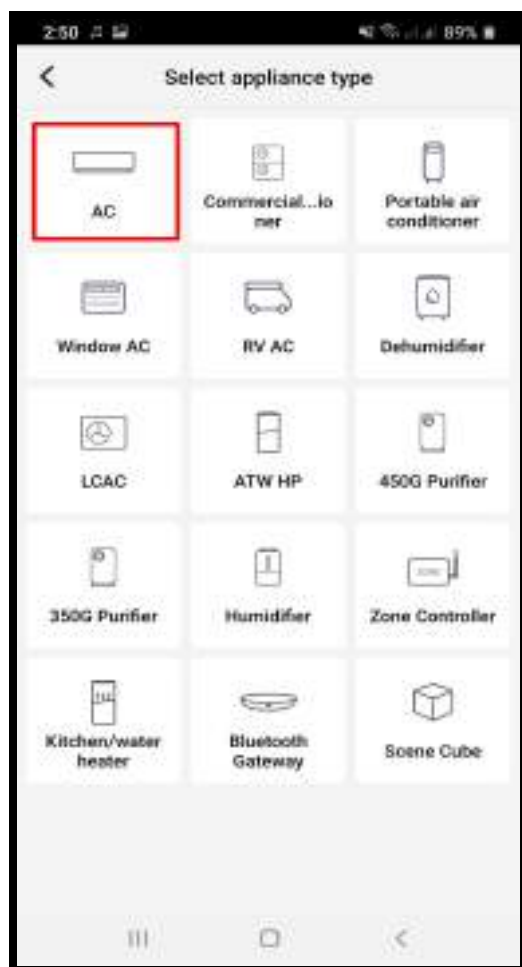 2:50 89%
Select appliance type
AC
Commercial...io
ner
Portable air
conditioner
Window AC
RV AC
Dehumidifier
LCAC
ATW HP
450G Purifier
350G Purifier
Humidifier
Zone Controller
Kitchen/water
heater
Bluetooth
Gateway
Scene Cube